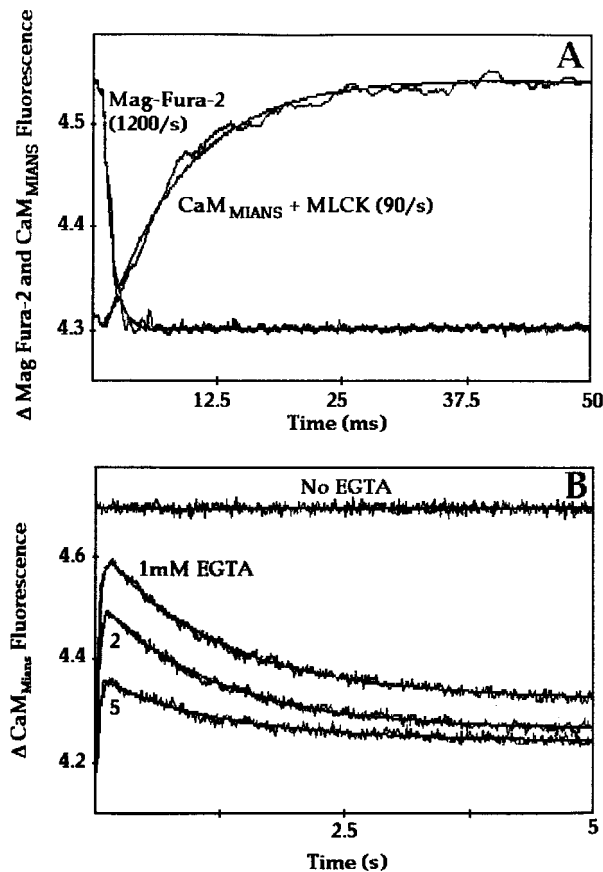 A
Δ Mag Fura-2 and CaMMIANS Fluorescence
4.5
4.4
4.3
Mag-Fura-2
(1200/s)
CaMMIANS + MLCK (90/s)
12.5
25
37.5
50
Time (ms)
B
Δ CaMMians Fluorescence
4.6
4.4
4.2
No EGTA
1mM EGTA
2
5
2.5
5
Time (s)